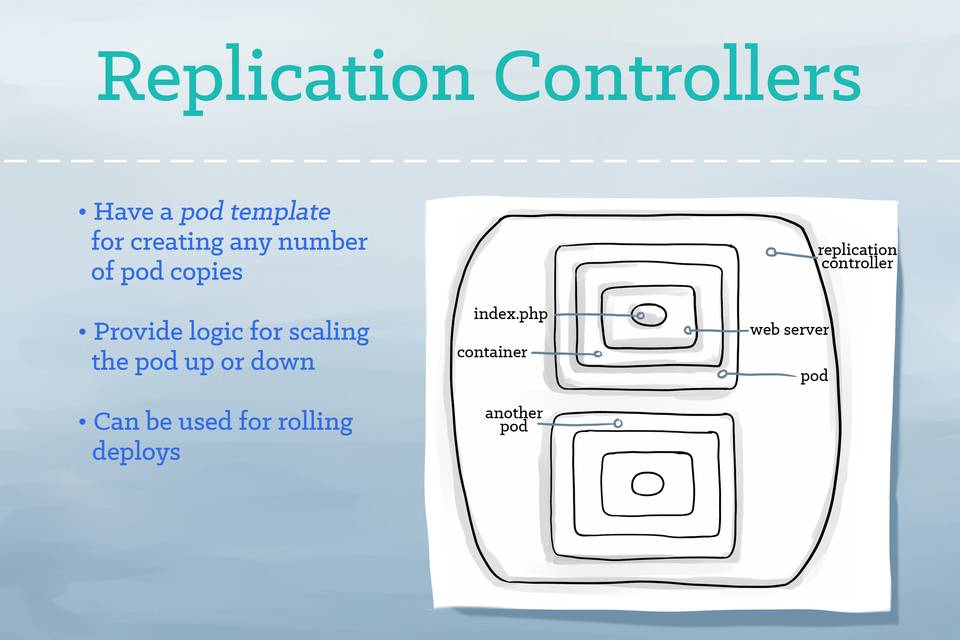 Replication Controllers
• Have a pod template
for creating any number
of pod copies
• Provide logic for scaling
the pod up or down
• Can be used for rolling
deploys
replication
controller
index.php
web server
container
pod
another
pod